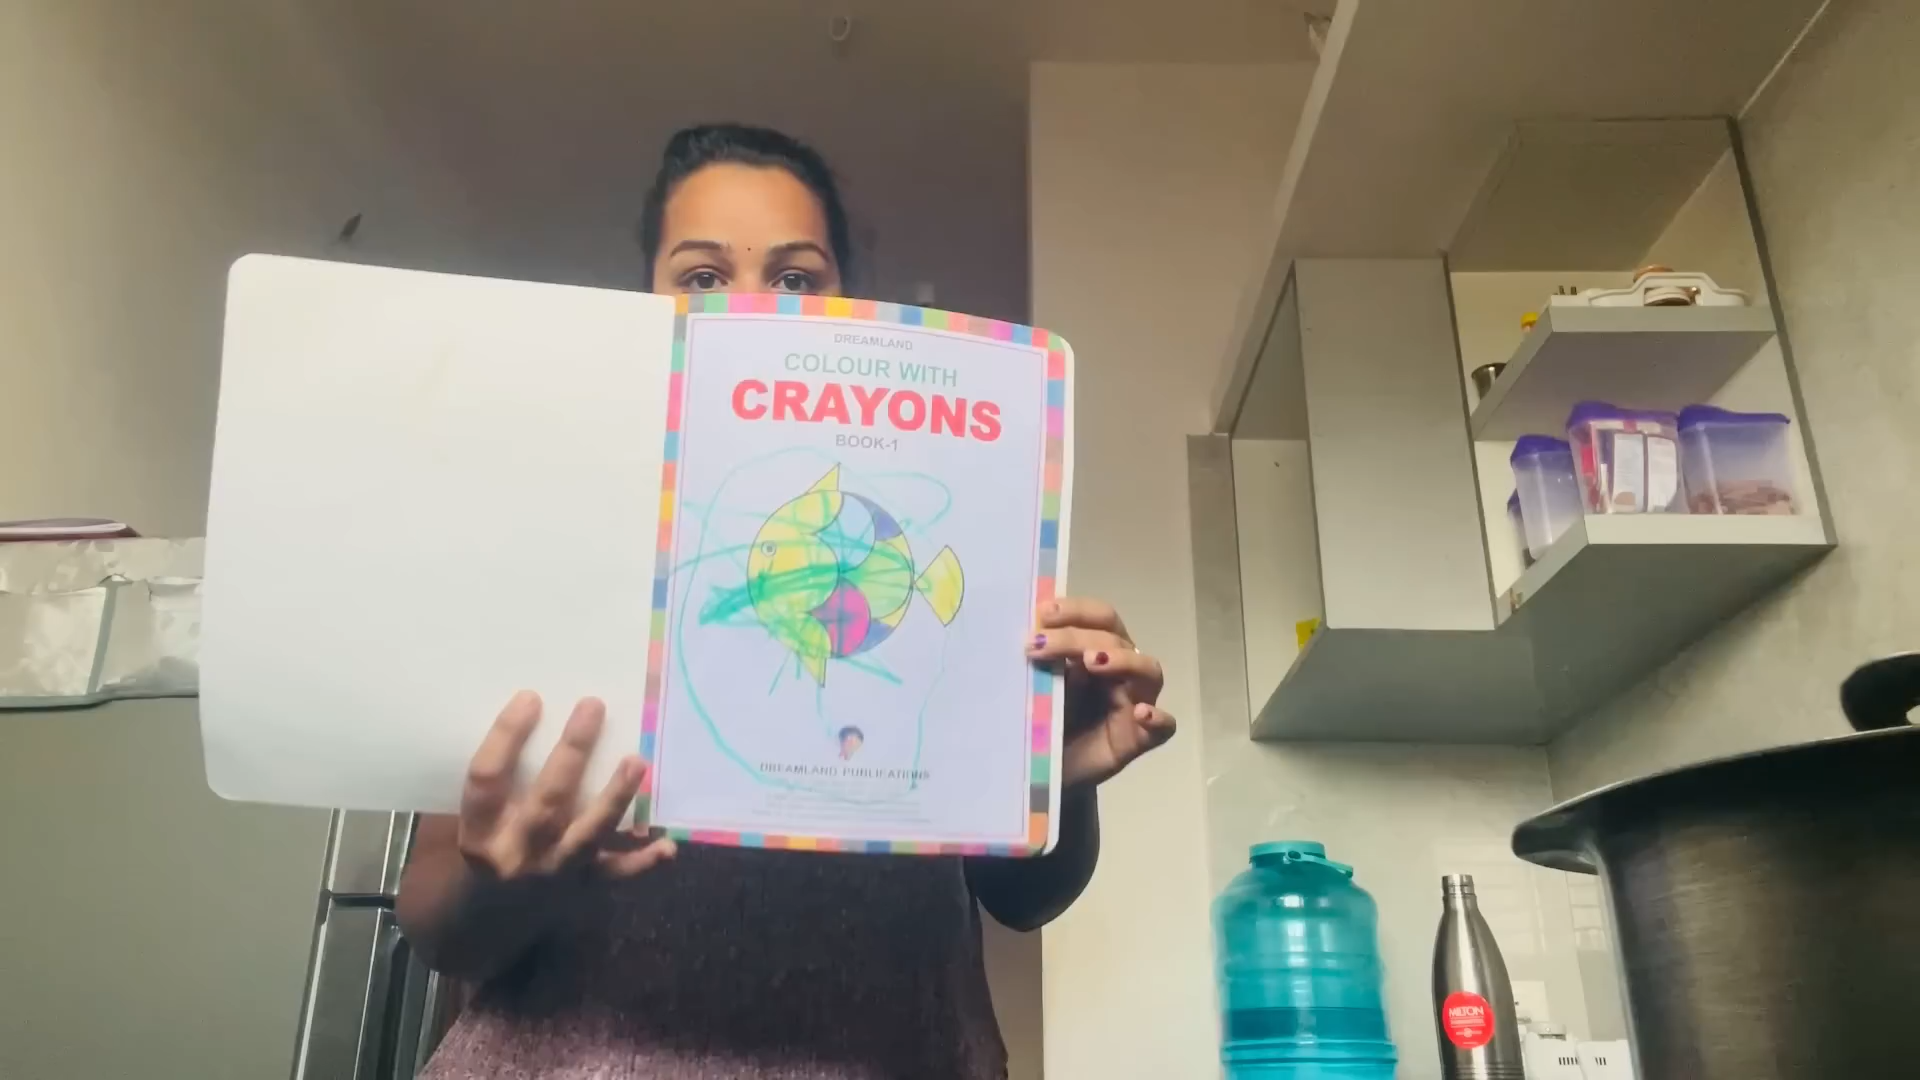 DREAMLAND
COLOUR WITH
CRAYONS
BOOK-1
DREAMLAND PUBLICATIONS
MILTON